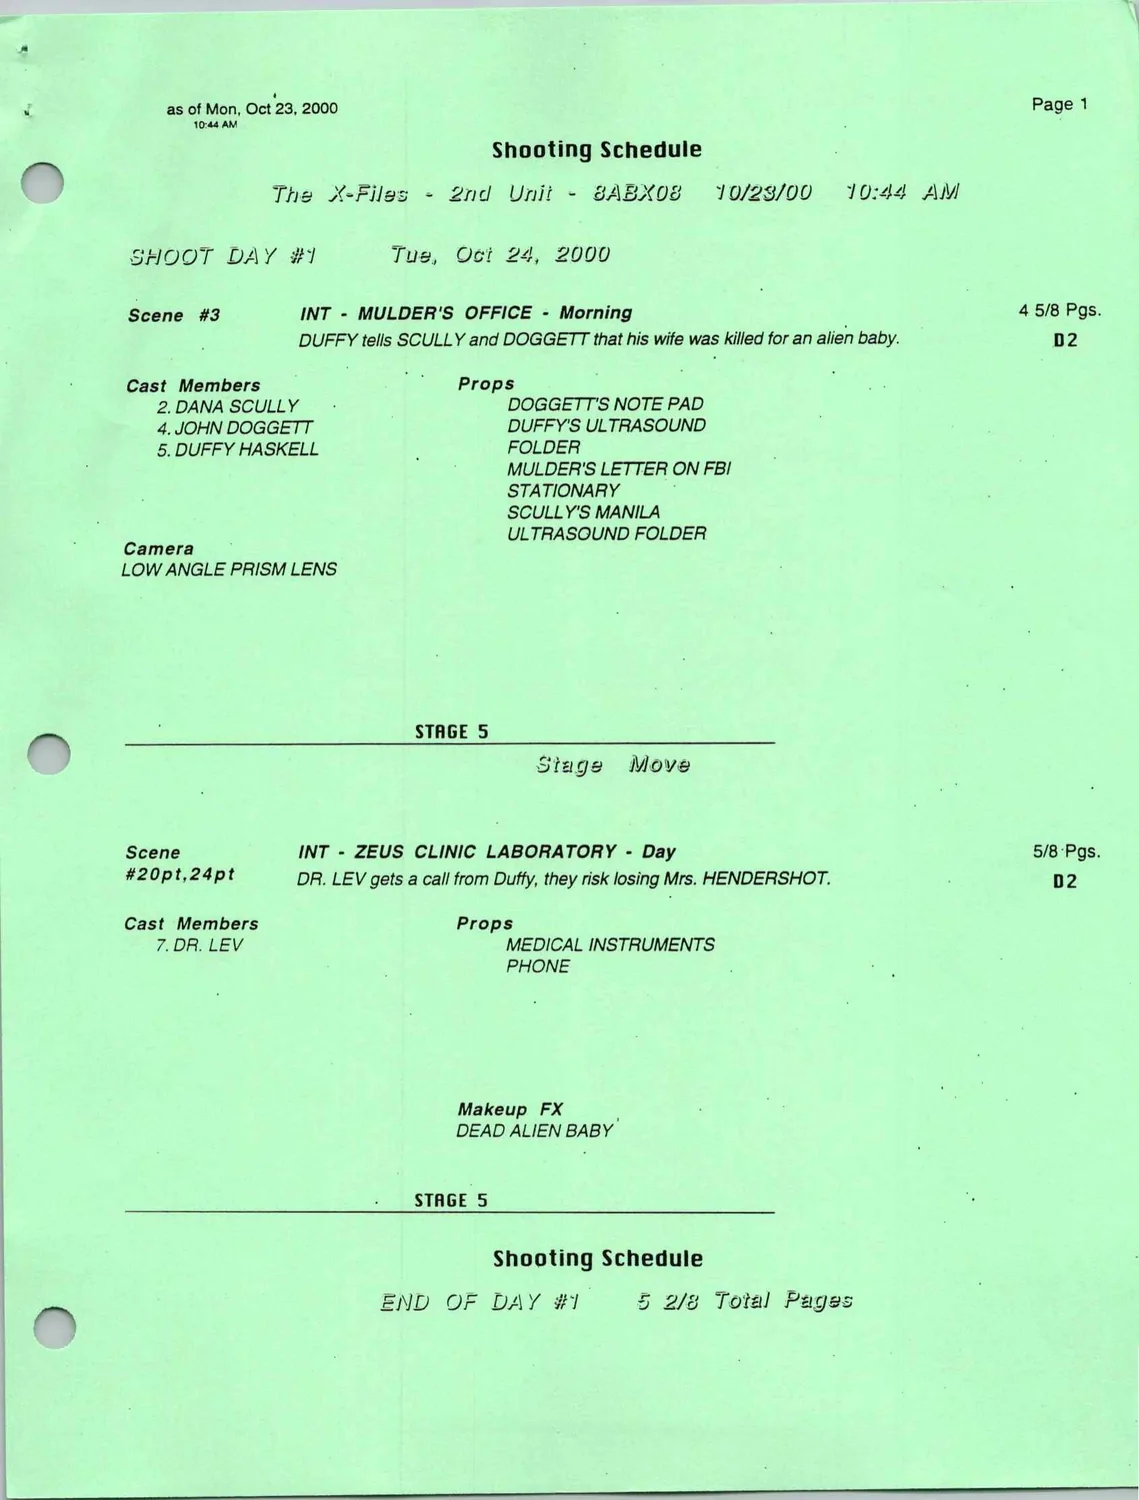 as of Mon, Oct 23, 2000
Page 1
10:44 AM
Shooting Schedule
The X-Files - 2nd Unit - 8ABX08 10/23/00 10:44 AM
SHOOT DAY #1 Tue, Oct 24, 2000
Scene #3 INT - MULDER'S OFFICE - Morning 4 5/8 Pgs.
DUFFY tells SCULLY and DOGGETT that his wife was killed for an alien baby. D2
Cast Members Props
2. DANA SCULLY DOGGETT'S NOTE PAD
4. JOHN DOGGETT DUFFY'S ULTRASOUND
5. DUFFY HASKELL FOLDER
MULDER'S LETTER ON FBI
STATIONARY
SCULLY'S MANILA
ULTRASOUND FOLDER
Camera
LOW ANGLE PRISM LENS
STAGE 5
Stage Move
Scene INT - ZEUS CLINIC LABORATORY - Day 5/8 Pgs.
#20pt,24pt DR. LEV gets a call from Duffy, they risk losing Mrs. HENDERSHOT. D2
Cast Members Props
7. DR. LEV MEDICAL INSTRUMENTS
PHONE
Makeup FX
DEAD ALIEN BABY
STAGE 5
Shooting Schedule
END OF DAY #1 5 2/8 Total Pages